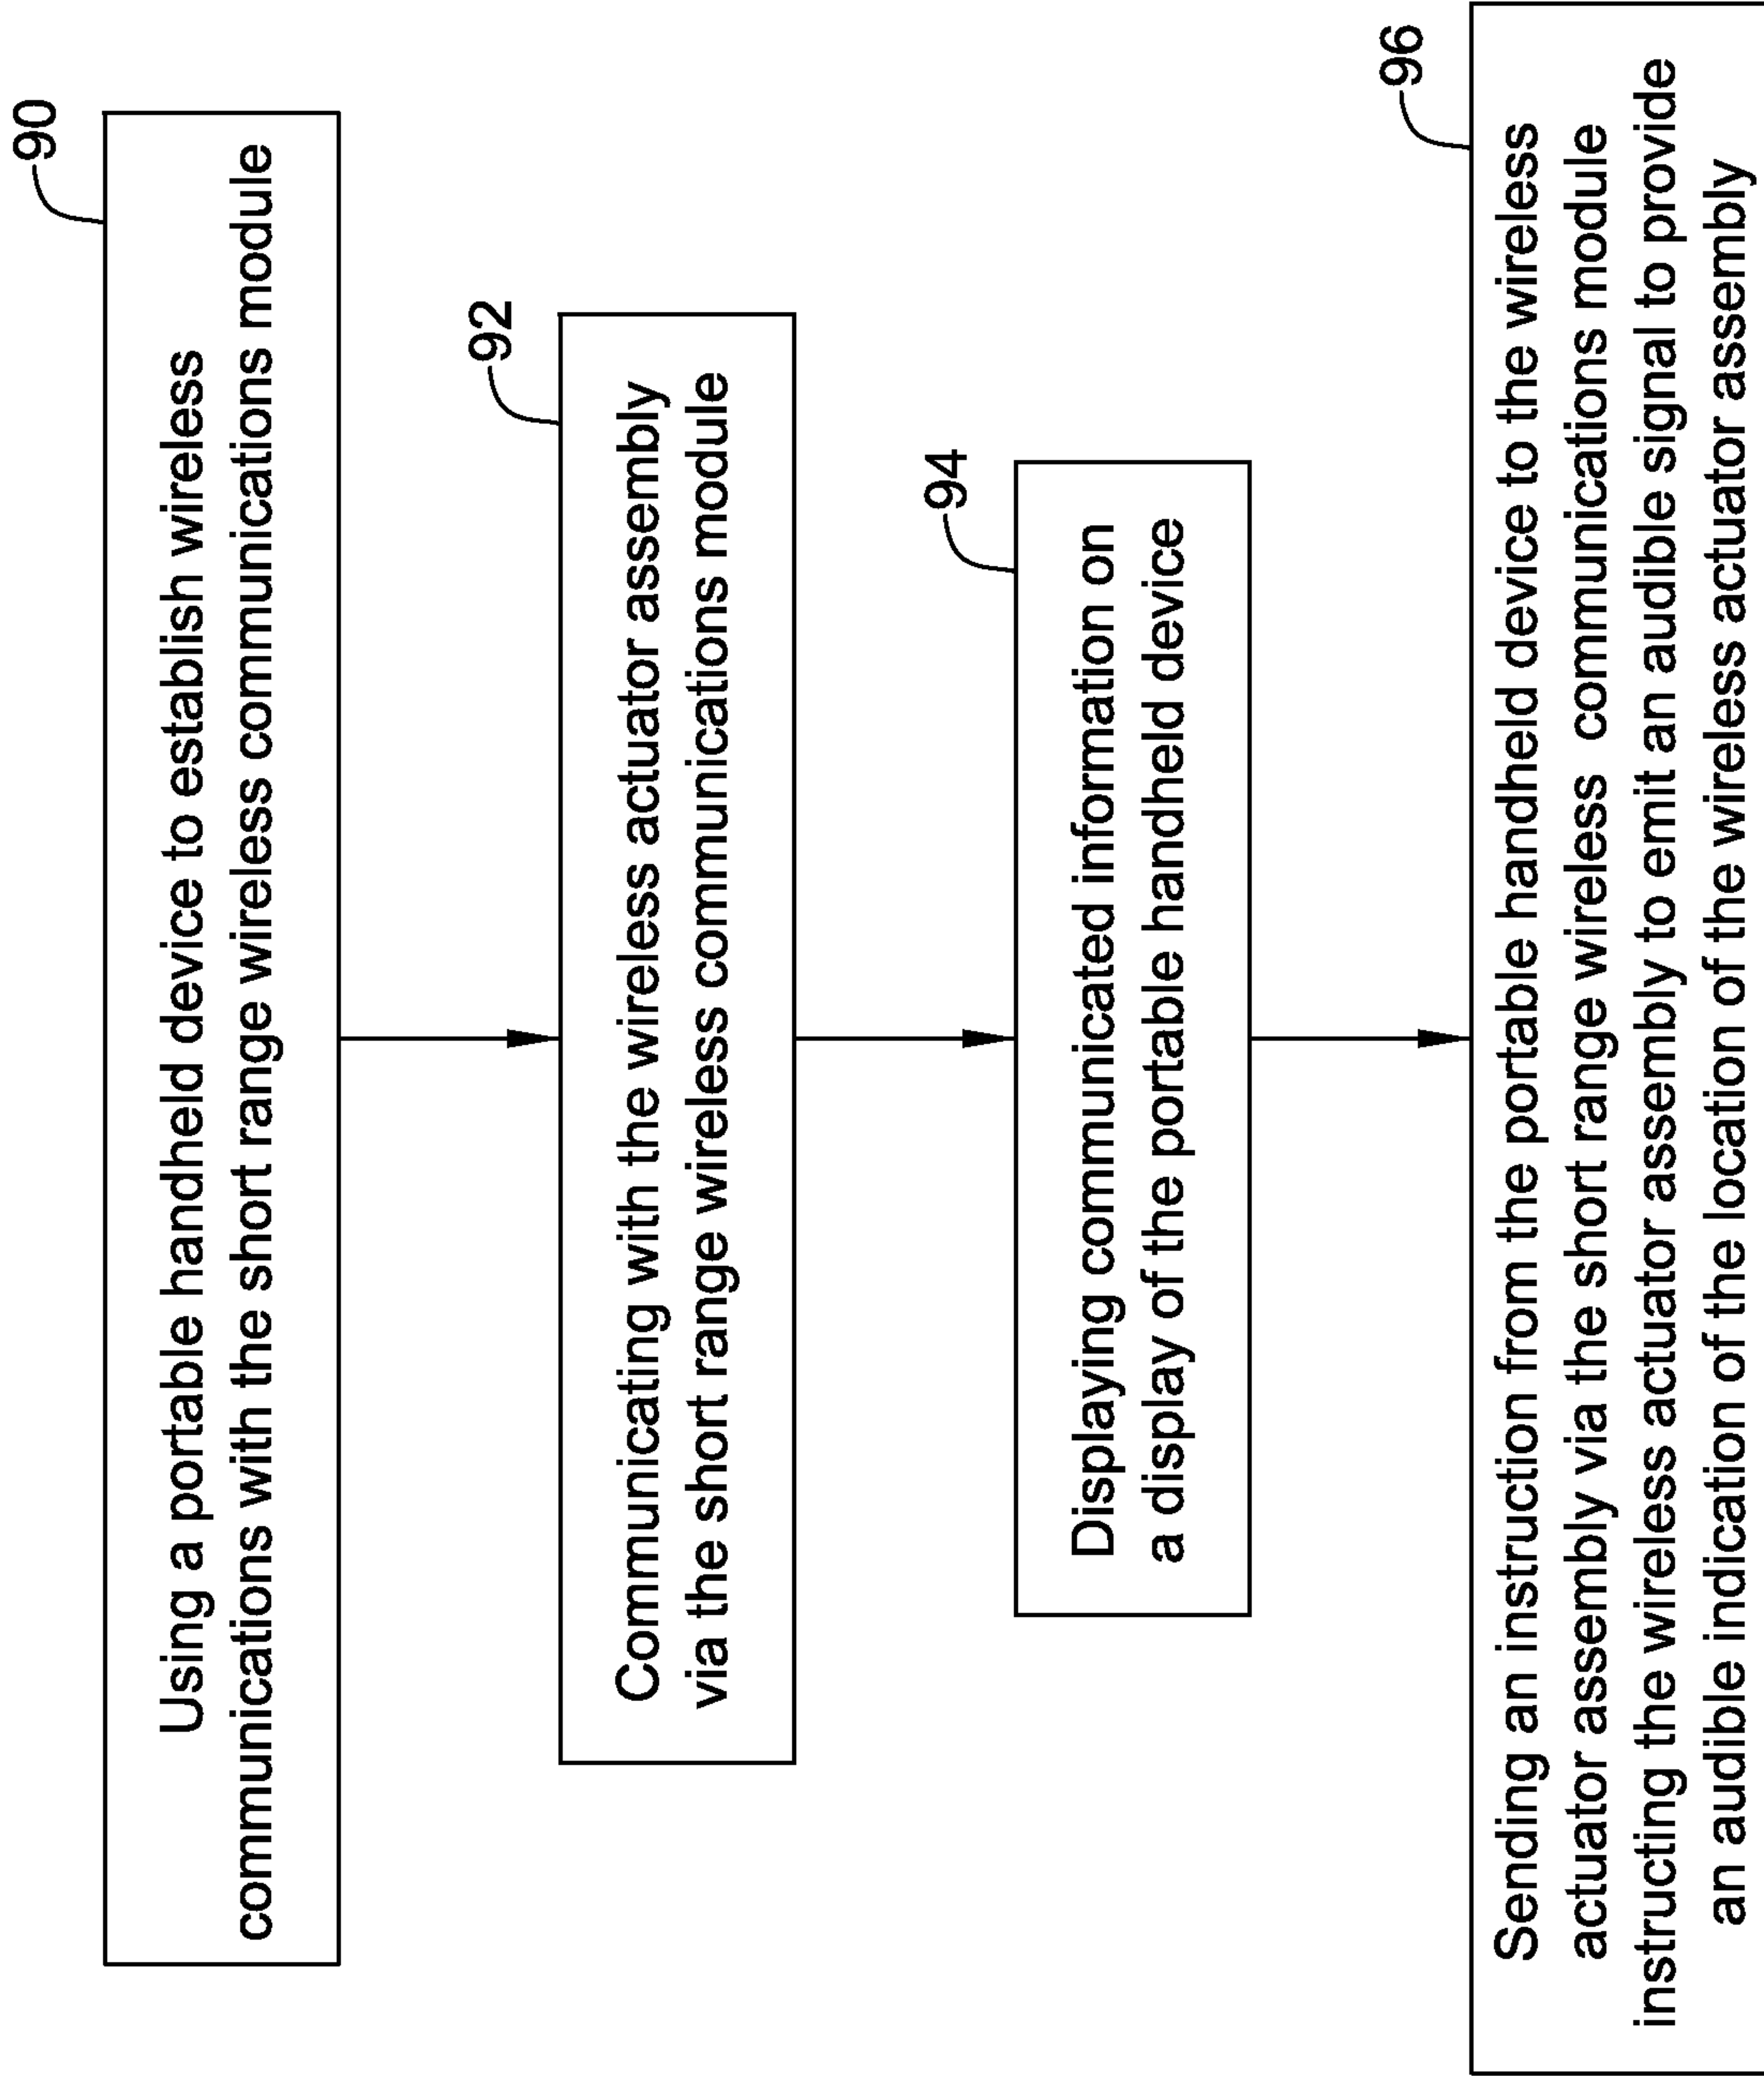 90
Using a portable handheld device to establish wireless
communications with the short range wireless communications module
92
Communicating with the wireless actuator assembly
via the short range wireless communications module
94
Displaying communicated information on
a display of the portable handheld device
96
Sending an instruction from the portable handheld device to the wireless
actuator assembly via the short range wireless communications module
instructing the wireless actuator assembly to emit an audible signal to provide
an audible indication of the location of the wireless actuator assembly